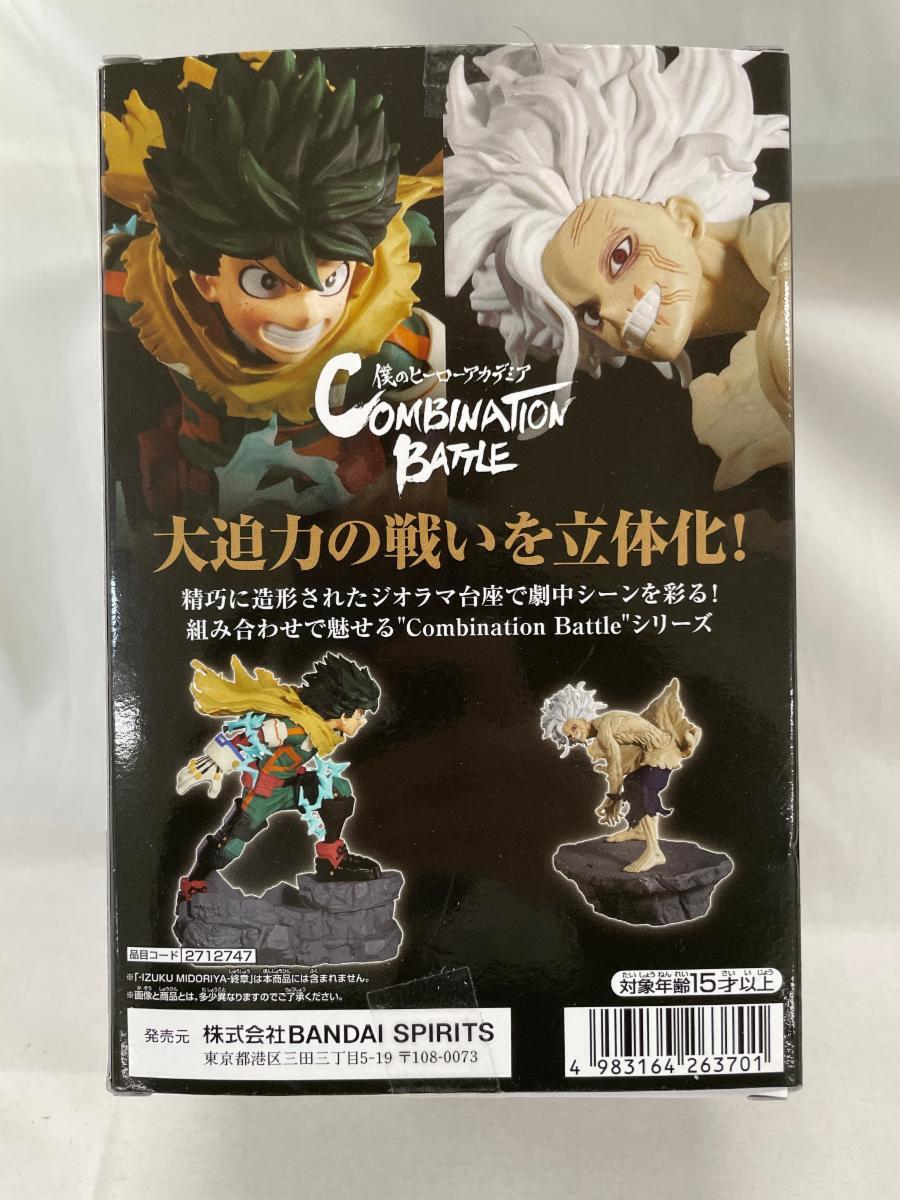 僕のヒーローアカデミア
COMBINATION
BATTLE
大迫力の戦いを立体化!
精巧に造形されたジオラマ台座で劇中シーンを彩る!
組み合わせで魅せる"Combination Battle"シリーズ
品目コード 2712747
※「-IZUKU MIDORIYA-終章」は本商品には含まれません。
※画像と商品とは、多少異なりますのでご了承ください。
対象年齢15才以上
発売元 株式会社BANDAI SPIRITS
東京都港区三田三丁目5-19 〒108-0073
4 983164 263701